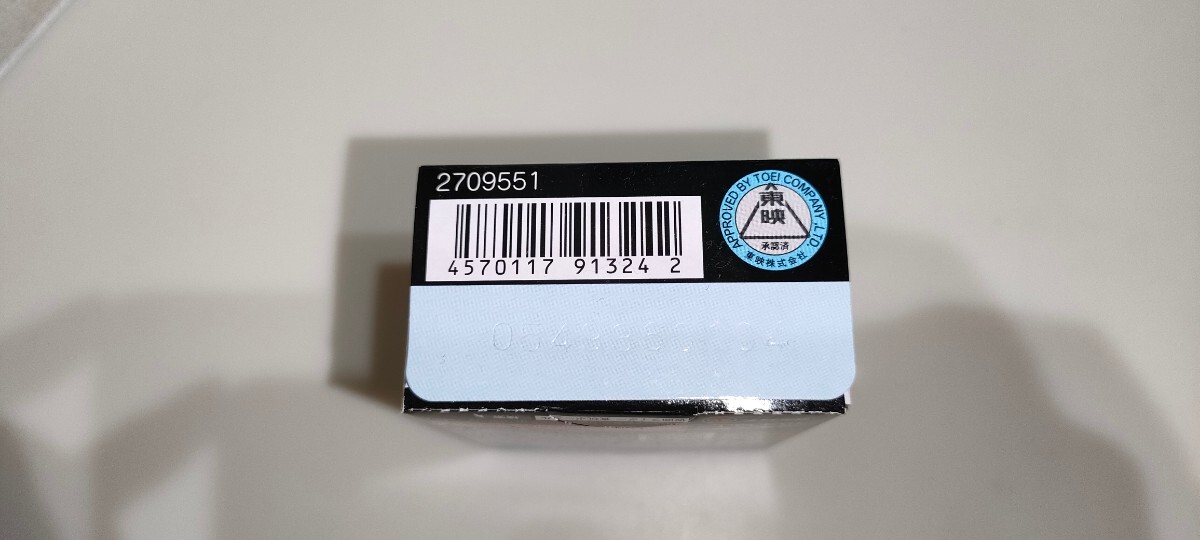 2709551
4570117 91324 2
APPROVED BY TOEI COMPANY ,LTD.
東映
承認済
東映株式会社